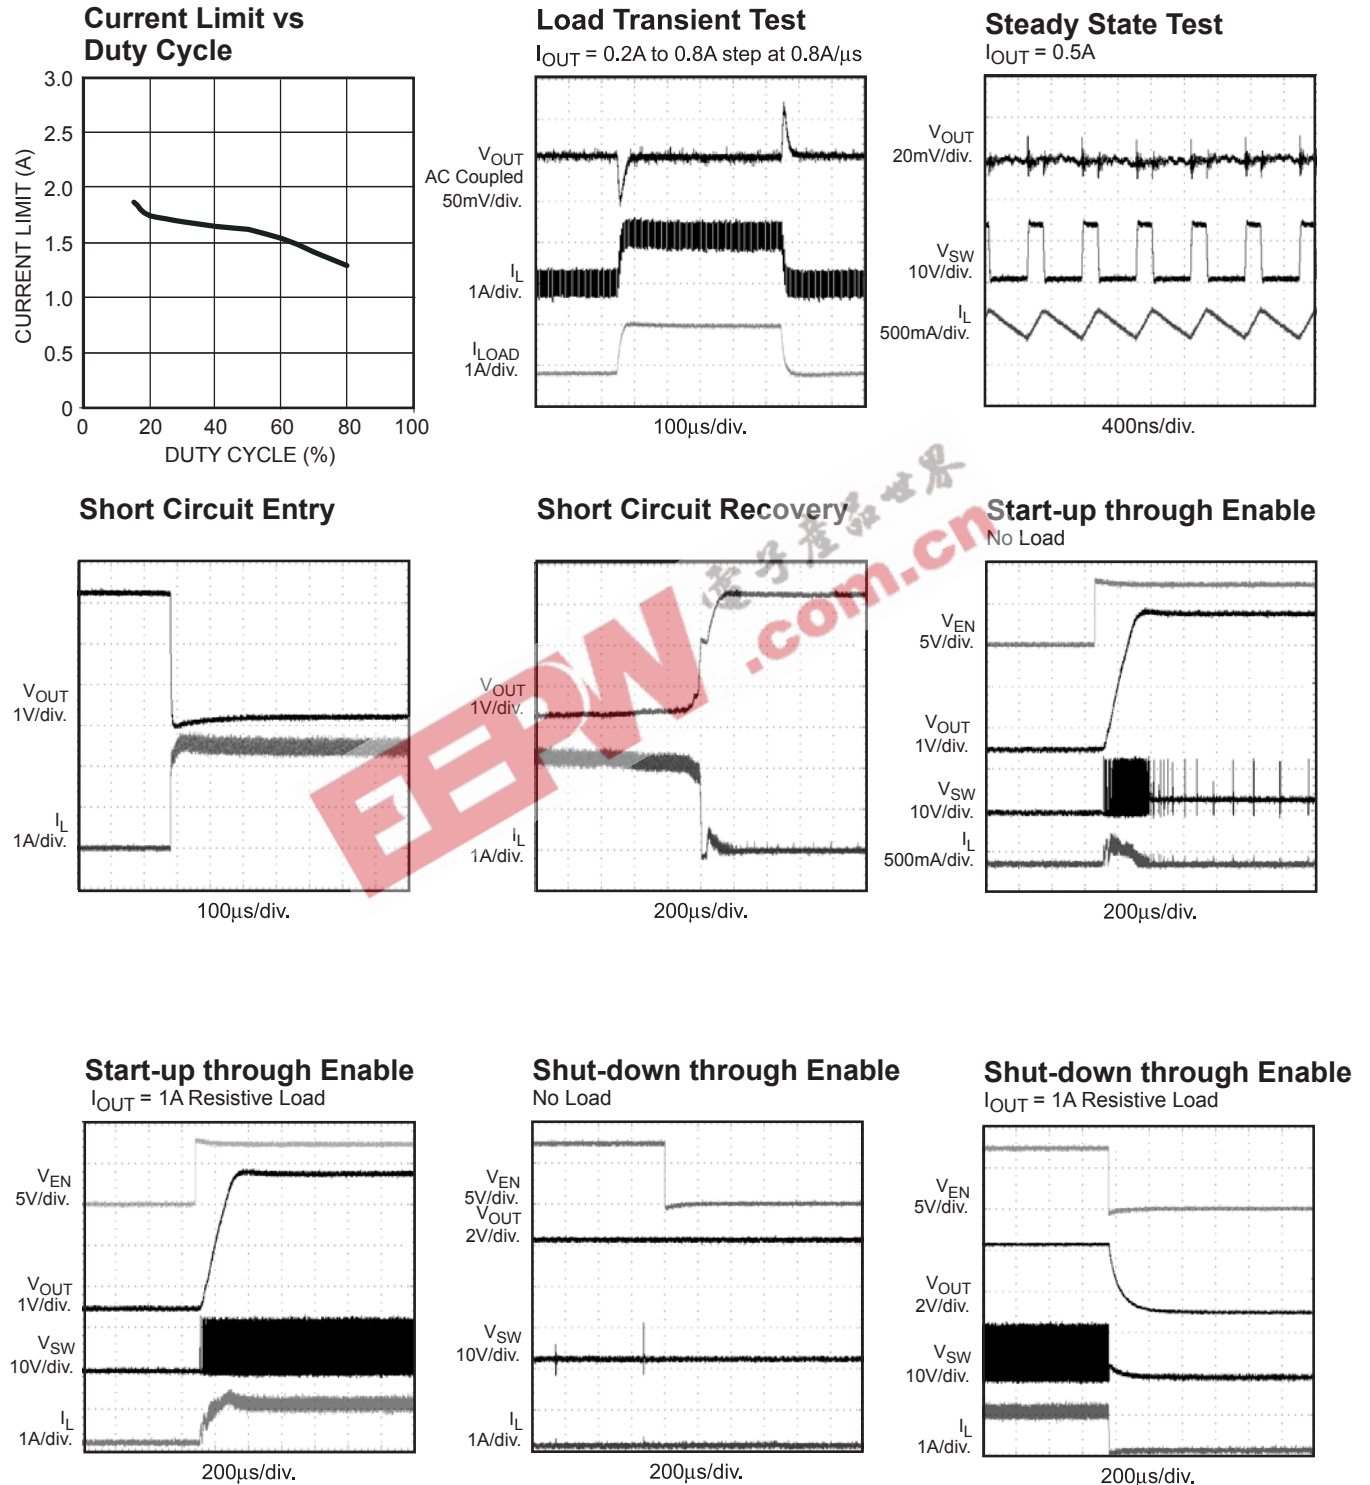 Current Limit vs
Duty Cycle
3.0
2.5
2.0
1.5
1.0
0.5
0
CURRENT LIMIT (A)
0 20 40 60 80 100
DUTY CYCLE (%)
Load Transient Test
IOUT = 0.2A to 0.8A step at 0.8A/μs
VOUT
AC Coupled
50mV/div.
IL
1A/div.
ILOAD
1A/div.
100μs/div.
Steady State Test
IOUT = 0.5A
VOUT
20mV/div.
VSW
10V/div.
IL
500mA/div.
400ns/div.
Short Circuit Entry
VOUT
1V/div.
IL
1A/div.
100μs/div.
Short Circuit Recovery
VOUT
1V/div.
IL
1A/div.
200μs/div.
Start-up through Enable
No Load
VEN
5V/div.
VOUT
1V/div.
VSW
10V/div.
IL
500mA/div.
200μs/div.
EEPW .com.cn
電子產品世界
Start-up through Enable
IOUT = 1A Resistive Load
VEN
5V/div.
VOUT
1V/div.
VSW
10V/div.
IL
1A/div.
200μs/div.
Shut-down through Enable
No Load
VEN
5V/div.
VOUT
2V/div.
VSW
10V/div.
IL
1A/div.
200μs/div.
Shut-down through Enable
IOUT = 1A Resistive Load
VEN
5V/div.
VOUT
2V/div.
VSW
10V/div.
IL
1A/div.
200μs/div.